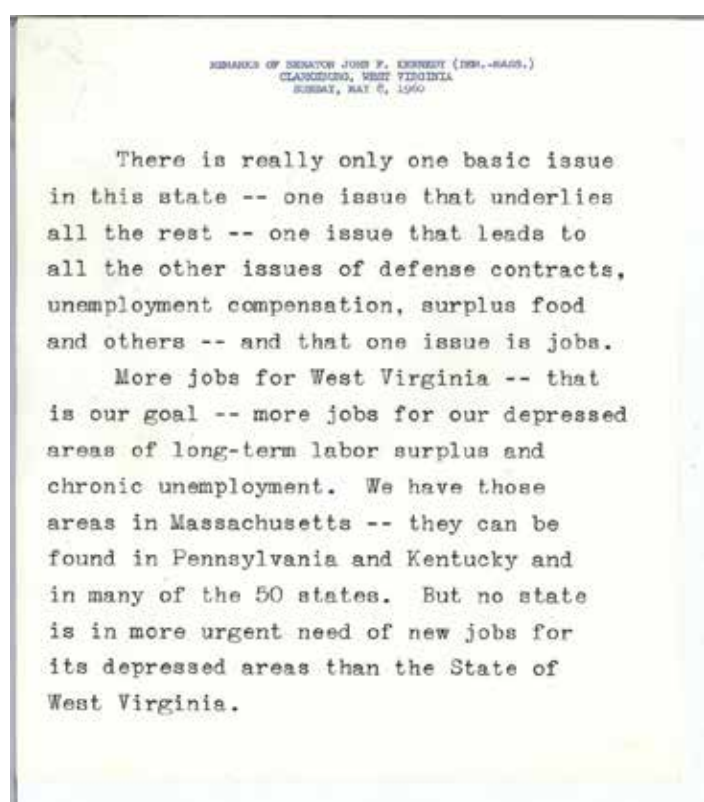 REMARKS OF SENATOR JOHN F. KENNEDY (DEM.-MASS.)
CLARKSBURG, WEST VIRGINIA
SUNDAY, MAY 8, 1960
There is really only one basic issue
in this state -- one issue that underlies
all the rest -- one issue that leads to
all the other issues of defense contracts,
unemployment compensation, surplus food
and others -- and that one issue is jobs.
More jobs for West Virginia -- that
is our goal -- more jobs for our depressed
areas of long-term labor surplus and
chronic unemployment. We have those
areas in Massachusetts -- they can be
found in Pennsylvania and Kentucky and
in many of the 50 states. But no state
is in more urgent need of new jobs for
its depressed areas than the State of
West Virginia.